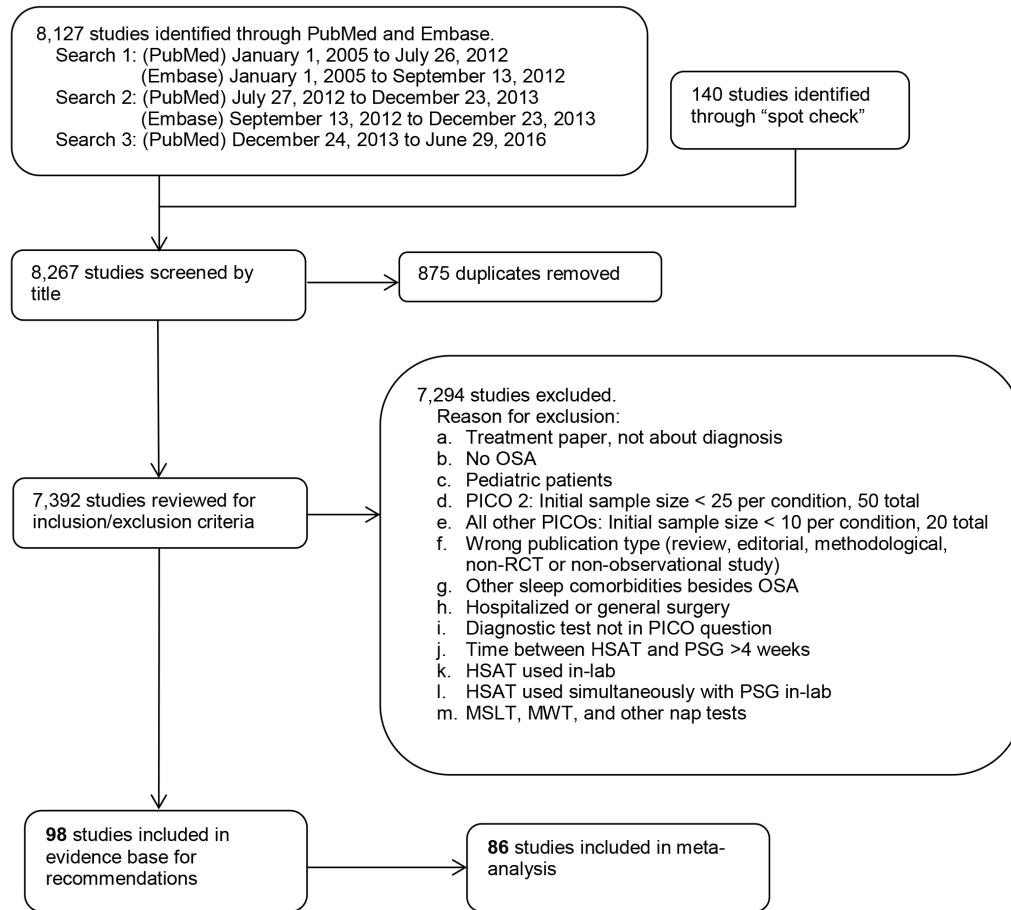 8,127 studies identified through PubMed and Embase.
Search 1: (PubMed) January 1, 2005 to July 26, 2012
(Embase) January 1, 2005 to September 13, 2012
Search 2: (PubMed) July 27, 2012 to December 23, 2013
(Embase) September 13, 2012 to December 23, 2013
Search 3: (PubMed) December 24, 2013 to June 29, 2016
140 studies identified
through “spot check”
8,267 studies screened by
title
875 duplicates removed
7,392 studies reviewed for
inclusion/exclusion criteria
7,294 studies excluded.
Reason for exclusion:
a. Treatment paper, not about diagnosis
b. No OSA
c. Pediatric patients
d. PICO 2: Initial sample size < 25 per condition, 50 total
e. All other PICOs: Initial sample size < 10 per condition, 20 total
f. Wrong publication type (review, editorial, methodological,
non-RCT or non-observational study)
g. Other sleep comorbidities besides OSA
h. Hospitalized or general surgery
i. Diagnostic test not in PICO question
j. Time between HSAT and PSG >4 weeks
k. HSAT used in-lab
l. HSAT used simultaneously with PSG in-lab
m. MSLT, MWT, and other nap tests
98 studies included in
evidence base for
recommendations
86 studies included in meta-
analysis